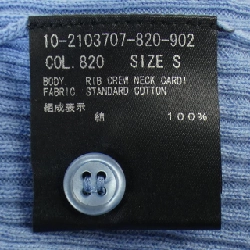 10-2103707-820-902
COL. 820 SIZE S
BODY. RIB CREW NECK CARDI
FABRIC STANDARD COTTON
組成表示
綿 100%